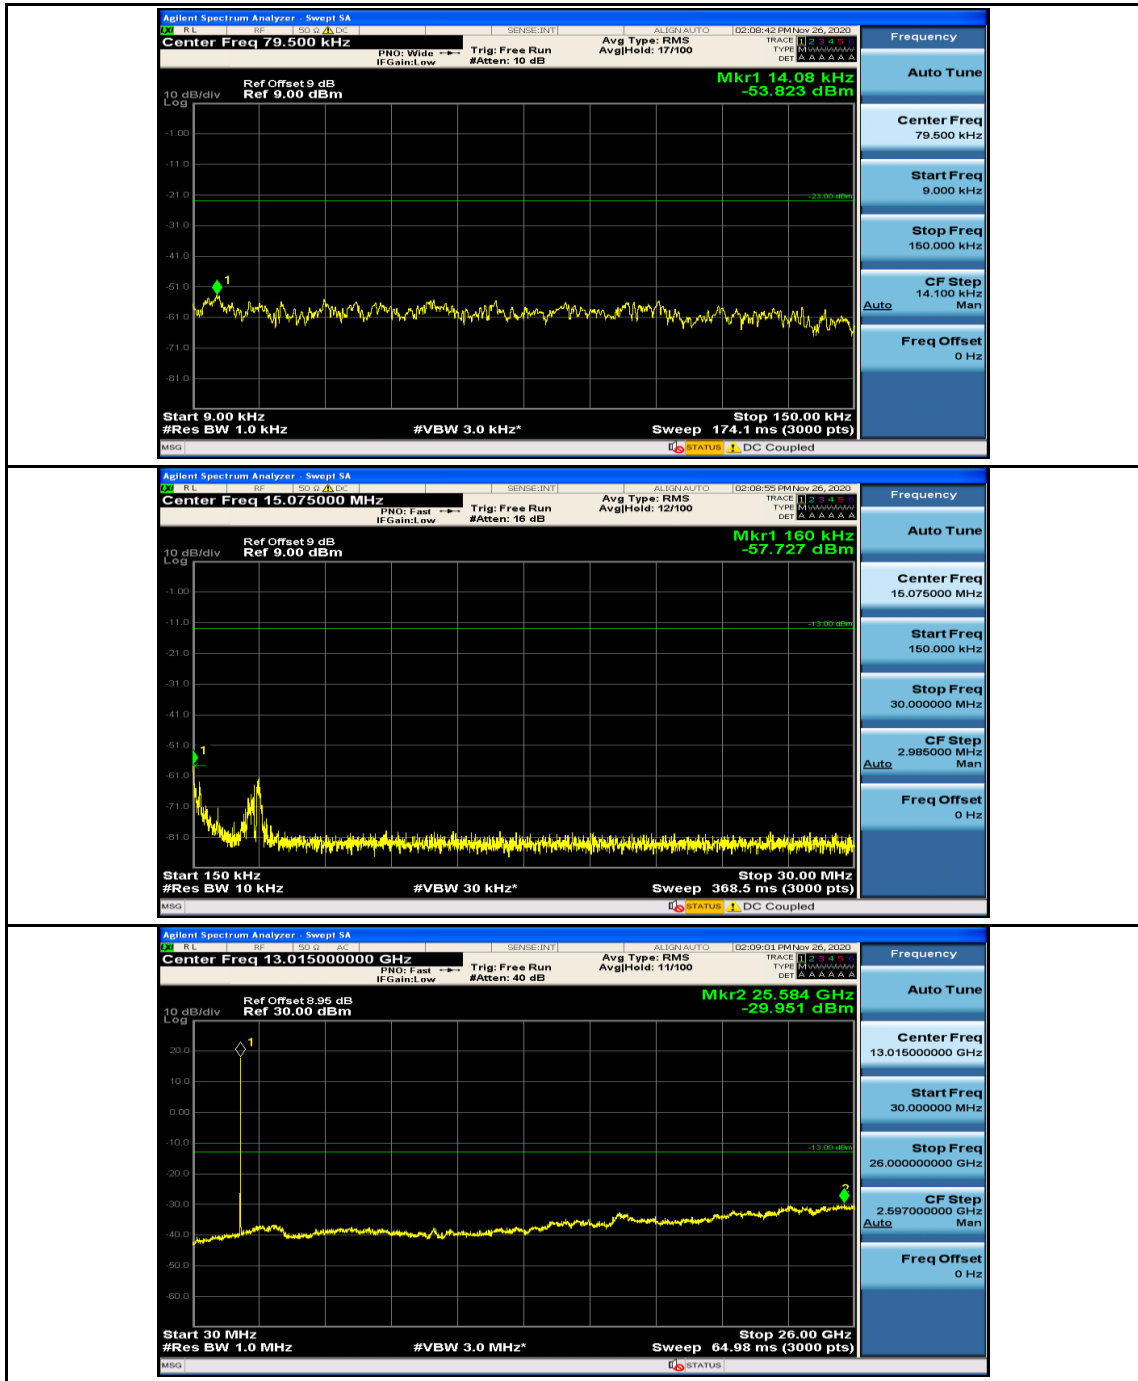 Agilent Spectrum Analyzer - Swept SA
RL RF 50 Ω DC SENSE:INT ALIGN AUTO 02:08:42 PM Nov 26, 2020
Center Freq 79.500 kHz
PNO: Wide
IFGain:Low
Trig: Free Run
#Atten: 10 dB
Avg Type: RMS
Avg|Hold: 17/100
TRACE 1 2 3 4 5 6
TYPE M W W W W W
DET A A A A A A
Ref Offset 9 dB
Ref 9.00 dBm
10 dB/div
Log
Mkr1 14.08 kHz
-53.823 dBm
-1.00
-11.0
-21.0
-23.00 dBm
-31.0
-41.0
-51.0
1
-61.0
-71.0
-81.0
Start 9.00 kHz
Stop 150.00 kHz
#Res BW 1.0 kHz
#VBW 3.0 kHz*
Sweep 174.1 ms (3000 pts)
MSG
STATUS
DC Coupled
Frequency
Auto Tune
Center Freq
79.500 kHz
Start Freq
9.000 kHz
Stop Freq
150.000 kHz
CF Step
14.100 kHz
Auto Man
Freq Offset
0 Hz
Agilent Spectrum Analyzer - Swept SA
RL RF 50 Ω DC SENSE:INT ALIGN AUTO 02:08:55 PM Nov 26, 2020
Center Freq 15.075000 MHz
PNO: Fast
IFGain:Low
Trig: Free Run
#Atten: 16 dB
Avg Type: RMS
Avg|Hold: 12/100
TRACE 1 2 3 4 5 6
TYPE M W W W W W
DET A A A A A A
Ref Offset 9 dB
Ref 9.00 dBm
10 dB/div
Log
Mkr1 160 kHz
-57.727 dBm
-1.00
-11.0
-13.00 dBm
-21.0
-31.0
-41.0
-51.0
1
-61.0
-71.0
-81.0
Start 150 kHz
Stop 30.00 MHz
#Res BW 10 kHz
#VBW 30 kHz*
Sweep 368.5 ms (3000 pts)
MSG
STATUS
DC Coupled
Frequency
Auto Tune
Center Freq
15.075000 MHz
Start Freq
150.000 kHz
Stop Freq
30.000000 MHz
CF Step
2.985000 MHz
Auto Man
Freq Offset
0 Hz
Agilent Spectrum Analyzer - Swept SA
RL RF 50 Ω AC SENSE:INT ALIGN AUTO 02:09:01 PM Nov 26, 2020
Center Freq 13.015000000 GHz
PNO: Fast
IFGain:Low
Trig: Free Run
#Atten: 40 dB
Avg Type: RMS
Avg|Hold: 11/100
TRACE 1 2 3 4 5 6
TYPE M W W W W W
DET A A A A A A
Ref Offset 8.95 dB
Ref 30.00 dBm
10 dB/div
Log
Mkr2 25.584 GHz
-29.951 dBm
1
20.0
10.0
0.00
-10.0
-13.00 dBm
-20.0
2
-30.0
-40.0
-50.0
-60.0
Start 30 MHz
Stop 26.00 GHz
#Res BW 1.0 MHz
#VBW 3.0 MHz*
Sweep 64.98 ms (3000 pts)
MSG
STATUS
Frequency
Auto Tune
Center Freq
13.015000000 GHz
Start Freq
30.000000 MHz
Stop Freq
26.000000000 GHz
CF Step
2.597000000 GHz
Auto Man
Freq Offset
0 Hz